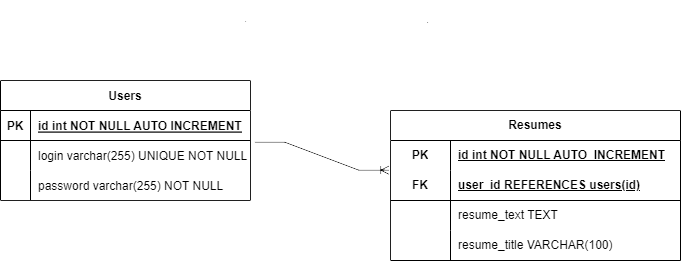 Users
PK id int NOT NULL AUTO INCREMENT
login varchar(255) UNIQUE NOT NULL
password varchar(255) NOT NULL
Resumes
PK id int NOT NULL AUTO_INCREMENT
FK user_id REFERENCES users(id)
resume_text TEXT
resume_title VARCHAR(100)